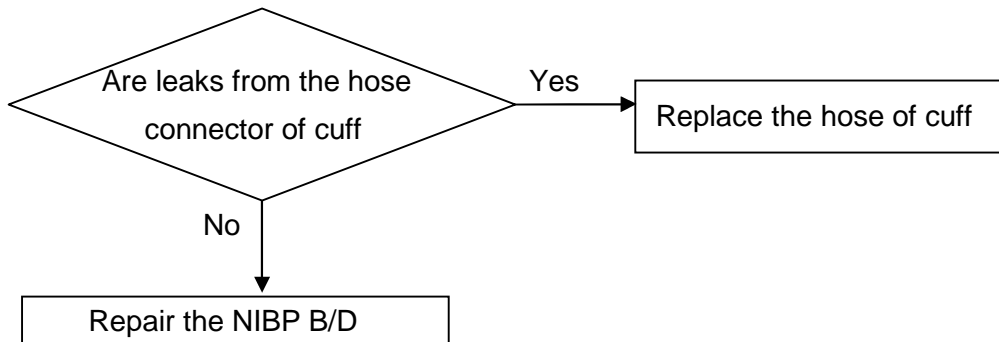 Are leaks from the hose
connector of cuff
Yes
Replace the hose of cuff
No
Repair the NIBP B/D